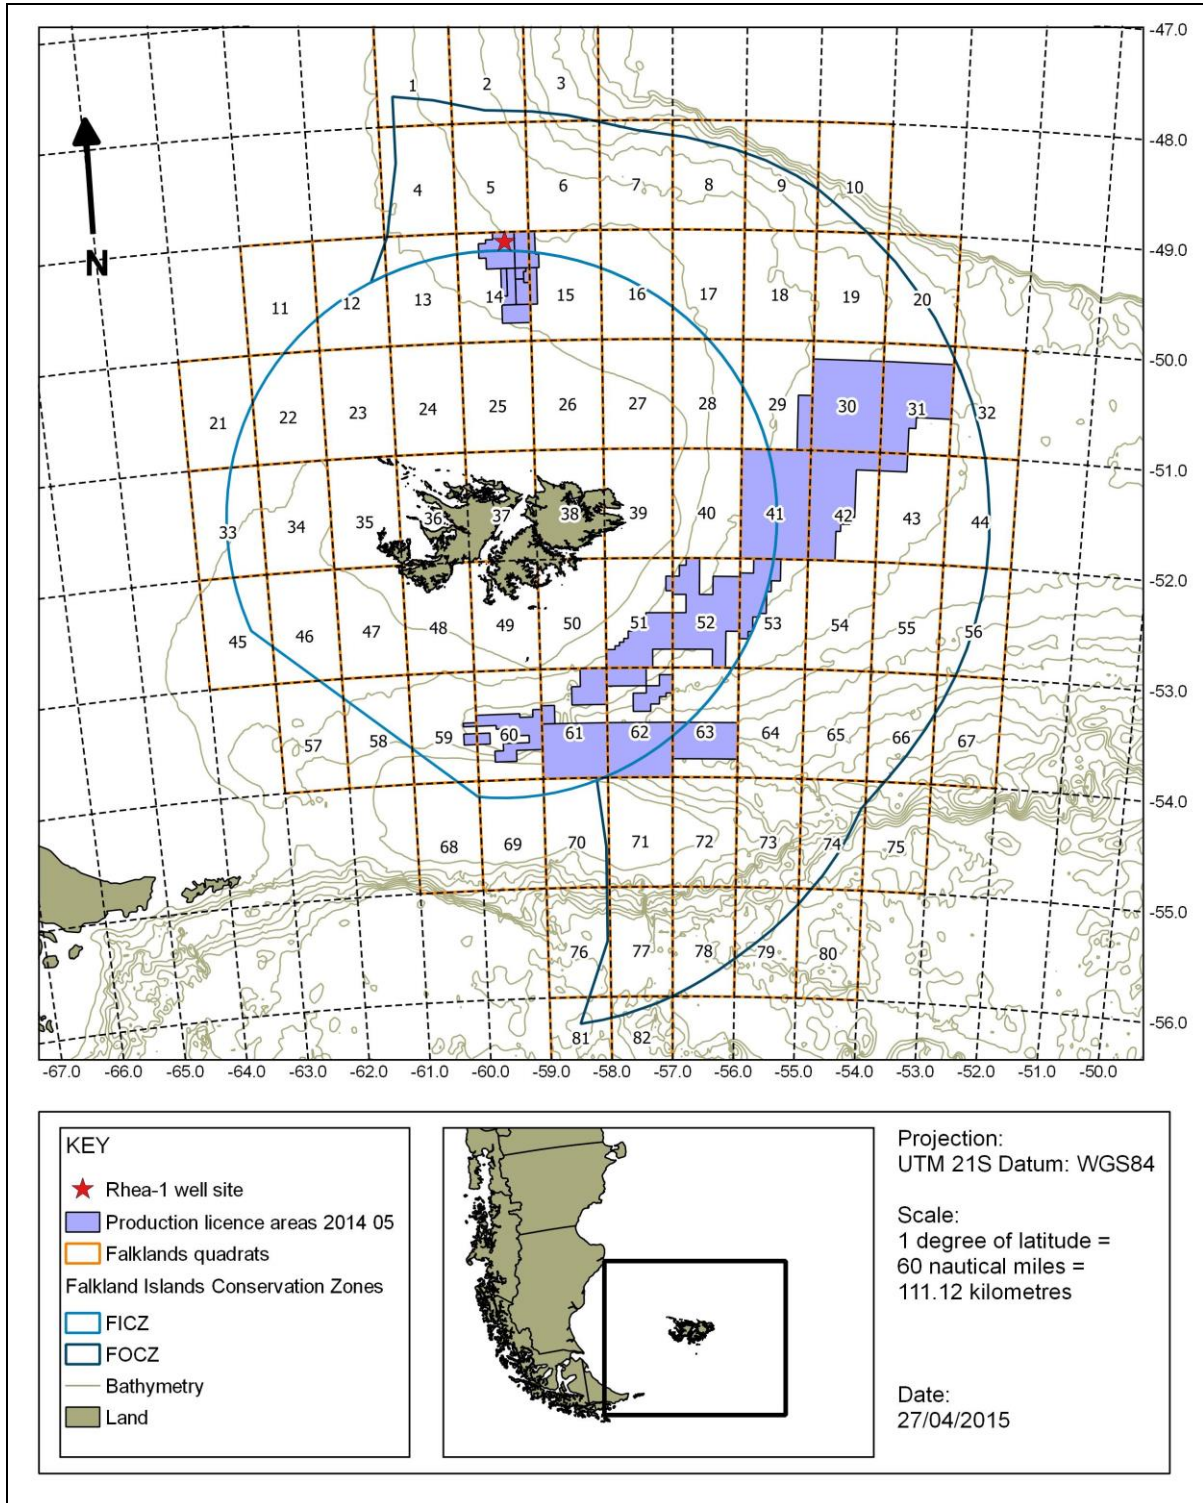 -47.0
1 2 3
-48.0
4 5 6 7 8 9 10
-49.0
11 12 13 14 15 16 17 18 19 20
-50.0
21 22 23 24 25 26 27 28 29 30 31 32
-51.0
33 34 35 36 37 38 39 40 41 42 43 44
-52.0
45 46 47 48 49 50 51 52 53 54 55 56
-53.0
57 58 59 60 61 62 63 64 65 66 67
-54.0
68 69 70 71 72 73 74 75
-55.0
76 77 78 79 80
-56.0
81 82
N
-67.0 -66.0 -65.0 -64.0 -63.0 -62.0 -61.0 -60.0 -59.0 -58.0 -57.0 -56.0 -55.0 -54.0 -53.0 -52.0 -51.0 -50.0
KEY
Rhea-1 well site
Production licence areas 2014 05
Falklands quadrats
Falkland Islands Conservation Zones
FICZ
FOCZ
Bathymetry
Land
Projection:
UTM 21S Datum: WGS84
Scale:
1 degree of latitude =
60 nautical miles =
111.12 kilometres
Date:
27/04/2015